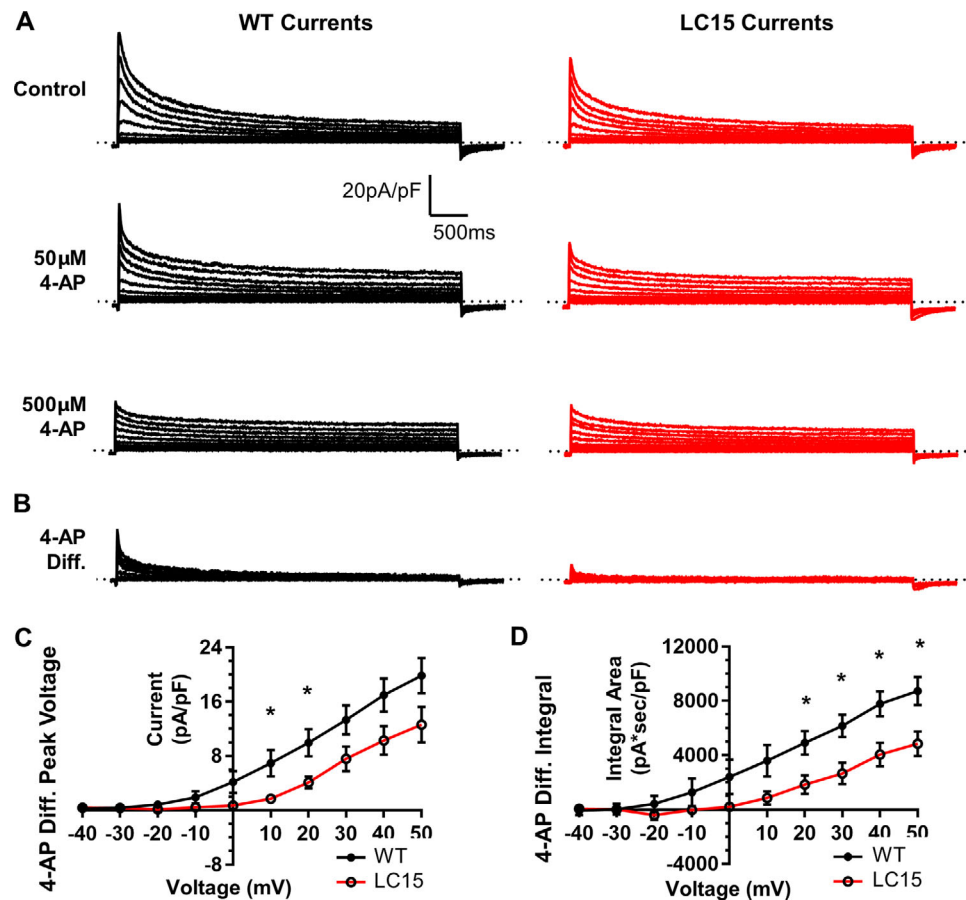 A
WT Currents
LC15 Currents
Control
20pA/pF
500ms
50µM
4-AP
500µM
4-AP
B
4-AP
Diff.
C
4-AP Diff. Peak Voltage
Current
(pA/pF)
24
16
8
-8
-40 -30 -20 -10 10 20 30 40 50
* *
Voltage (mV)
WT
LC15
D
4-AP Diff. Integral
Integral Area
(pA*sec/pF)
12000
8000
4000
-4000
-40 -30 -20 -10 10 20 30 40 50
* * * *
Voltage (mV)
WT
LC15